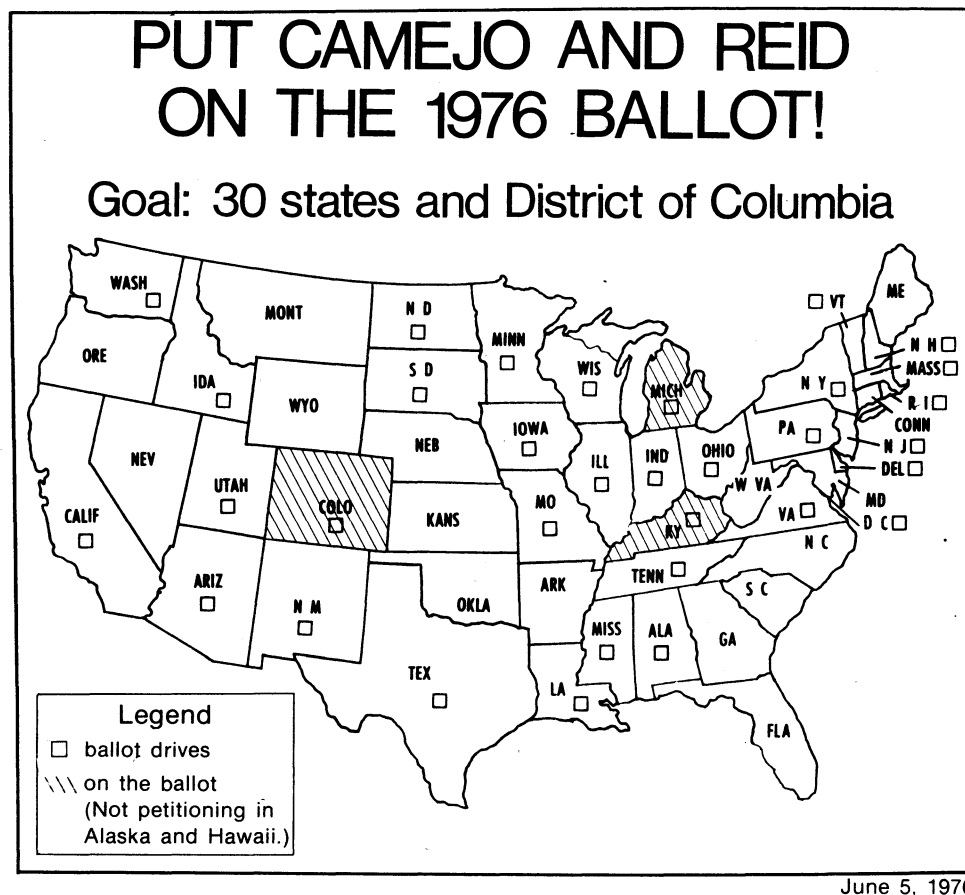 PUT CAMEJO AND REID
ON THE 1976 BALLOT!
Goal: 30 states and District of Columbia
WASH
MONT
N D
MINN
VT
ME
ORE
IDA
S D
WIS
MICH
N Y
N H
MASS
R I
CONN
WYO
NEB
IOWA
PA
N J
DEL
NEV
UTAH
ILL
IND
OHIO
W VA
MD
D C
CALIF
COLO
KANS
MO
KY
VA
N C
ARIZ
N M
OKLA
ARK
TENN
S C
TEX
LA
MISS
ALA
GA
FLA
Legend
ballot drives
on the ballot
(Not petitioning in
Alaska and Hawaii.)
June 5, 1976